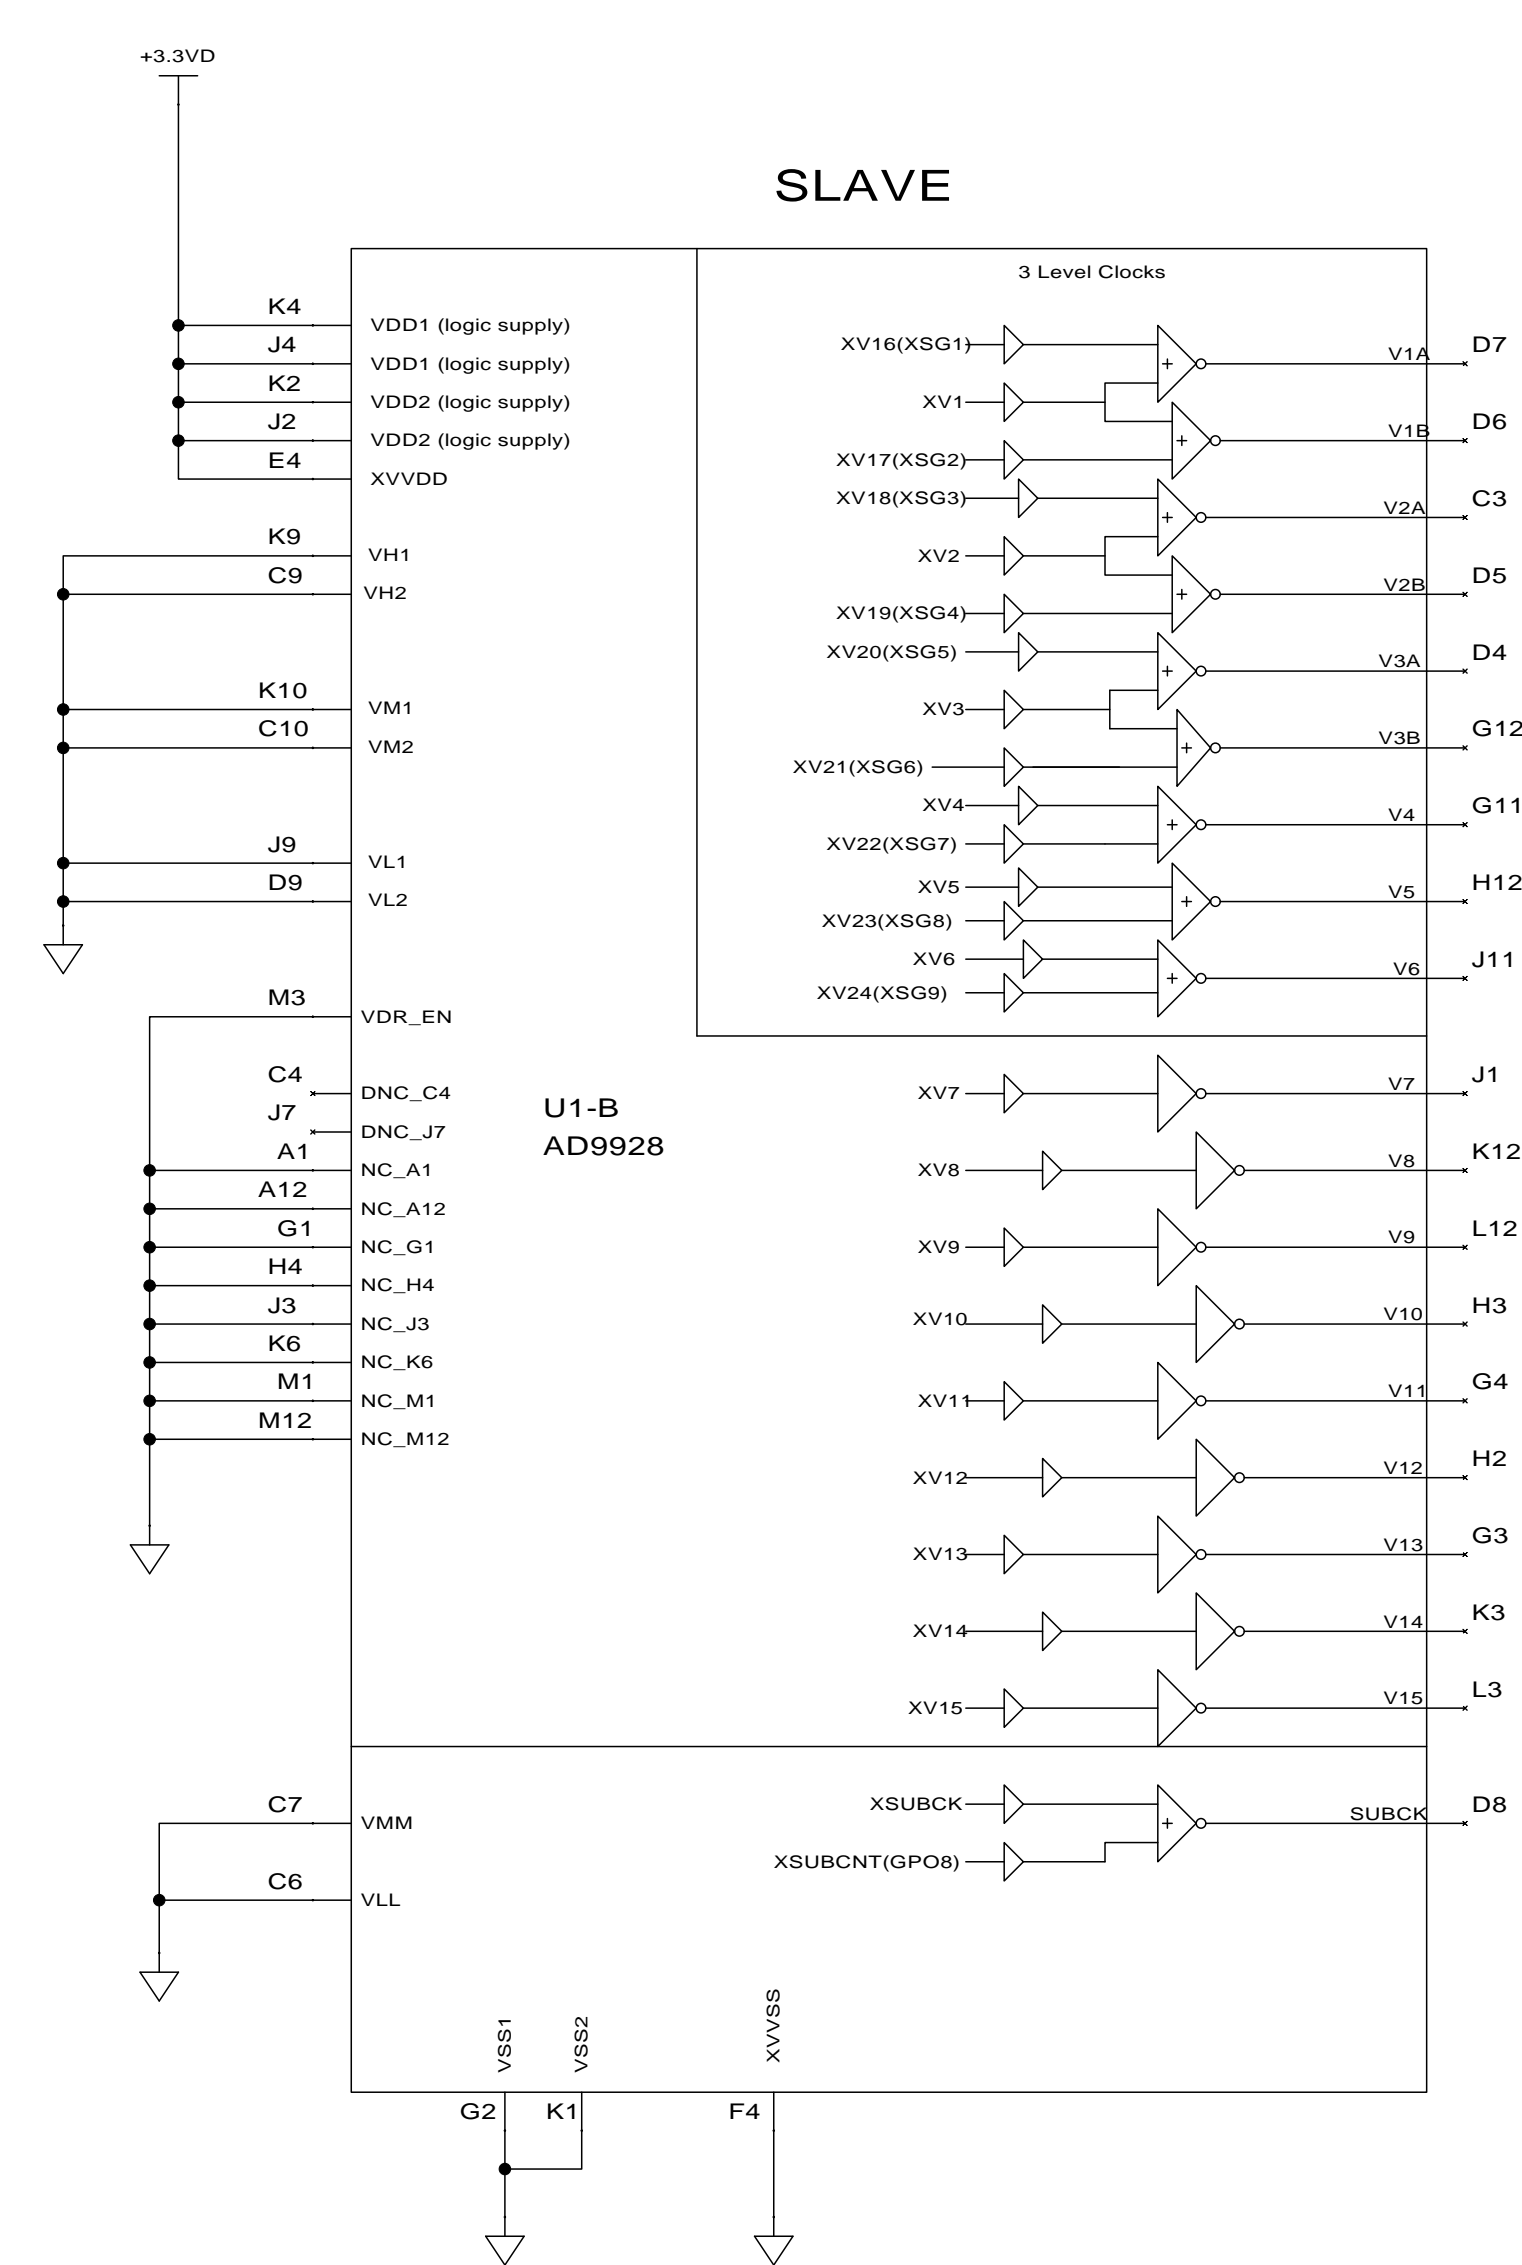 +3.3VD
SLAVE
3 Level Clocks
K4
VDD1 (logic supply)
J4
VDD1 (logic supply)
K2
VDD2 (logic supply)
J2
VDD2 (logic supply)
E4
XVVDD
K9
VH1
C9
VH2
K10
VM1
C10
VM2
J9
VL1
D9
VL2
M3
VDR_EN
C4
DNC_C4
J7
DNC_J7
A1
NC_A1
A12
NC_A12
G1
NC_G1
H4
NC_H4
J3
NC_J3
K6
NC_K6
M1
NC_M1
M12
NC_M12
U1-B
AD9928
XV16(XSG1)
V1A
D7
XV1
V1B
D6
XV17(XSG2)
XV18(XSG3)
V2A
C3
XV2
V2B
D5
XV19(XSG4)
XV20(XSG5)
V3A
D4
XV3
V3B
G12
XV21(XSG6)
XV4
V4
G11
XV22(XSG7)
XV5
V5
H12
XV23(XSG8)
XV6
V6
J11
XV24(XSG9)
XV7
V7
J1
XV8
V8
K12
XV9
V9
L12
XV10
V10
H3
XV11
V11
G4
XV12
V12
H2
XV13
V13
G3
XV14
V14
K3
XV15
V15
L3
C7
VMM
C6
VLL
XSUBCK
SUBCK
D8
XSUBCNT(GPO8)
VSS1
VSS2
XVVSS
G2
K1
F4